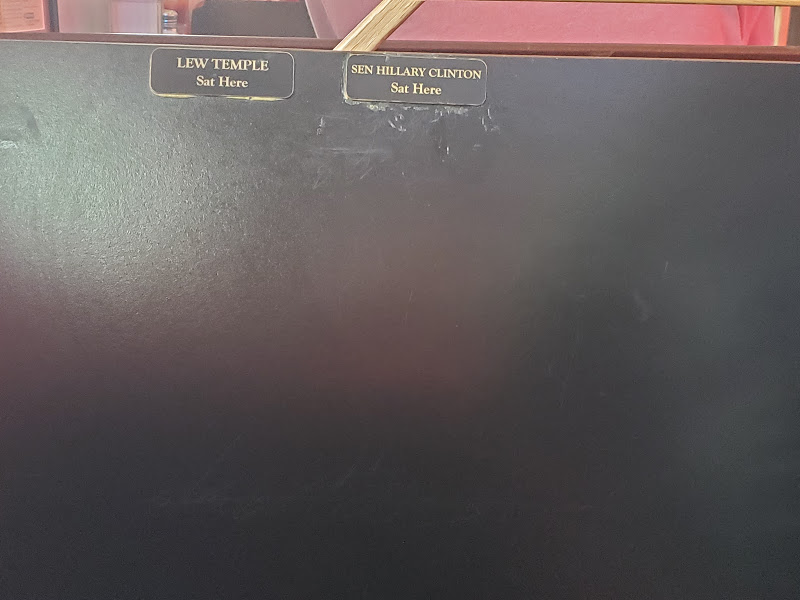 LEW TEMPLE
Sat Here
SEN HILLARY CLINTON
Sat Here